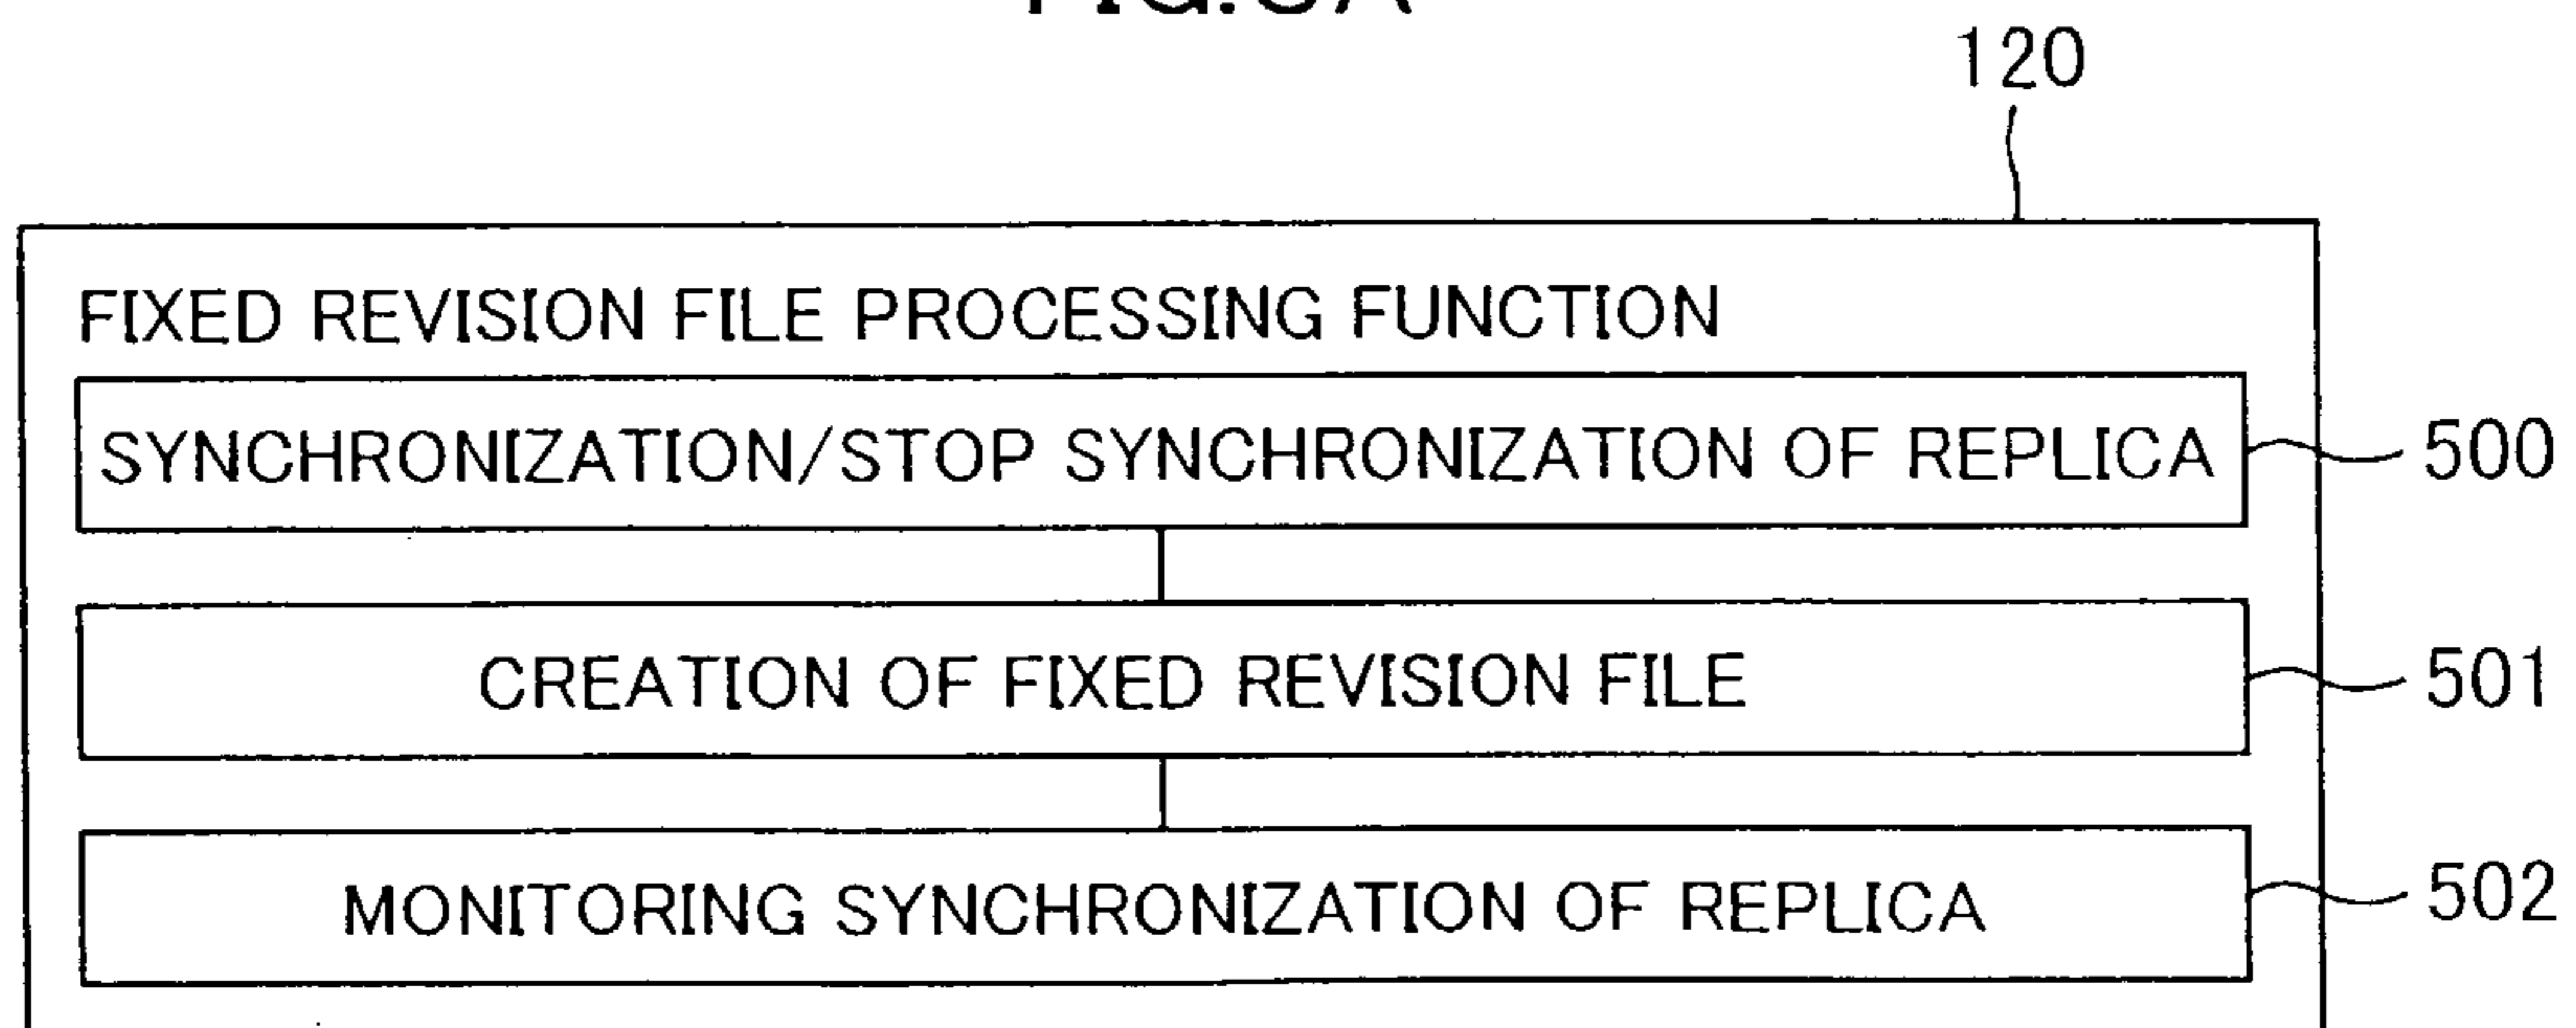 120
FIXED REVISION FILE PROCESSING FUNCTION
SYNCHRONIZATION/STOP SYNCHRONIZATION OF REPLICA
500
CREATION OF FIXED REVISION FILE
501
MONITORING SYNCHRONIZATION OF REPLICA
502